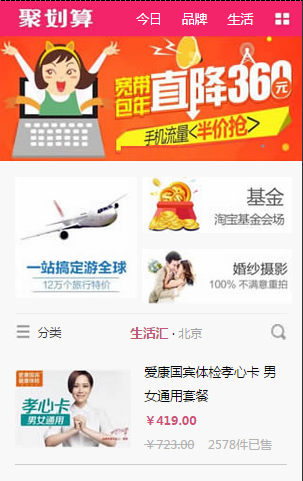 聚划算 今日 品牌 生活
宽带
包年
直降360元
手机流量<半价抢>
基金
淘宝基金会场
一站搞定游全球
12万个旅行特价
婚纱摄影
100% 不满意重拍
分类 生活汇·北京
爱康国宾体检孝心卡 男
女通用套餐
爱康国宾
健康体检
孝心卡
男女通用
￥419.00
￥723.00 2578件已售